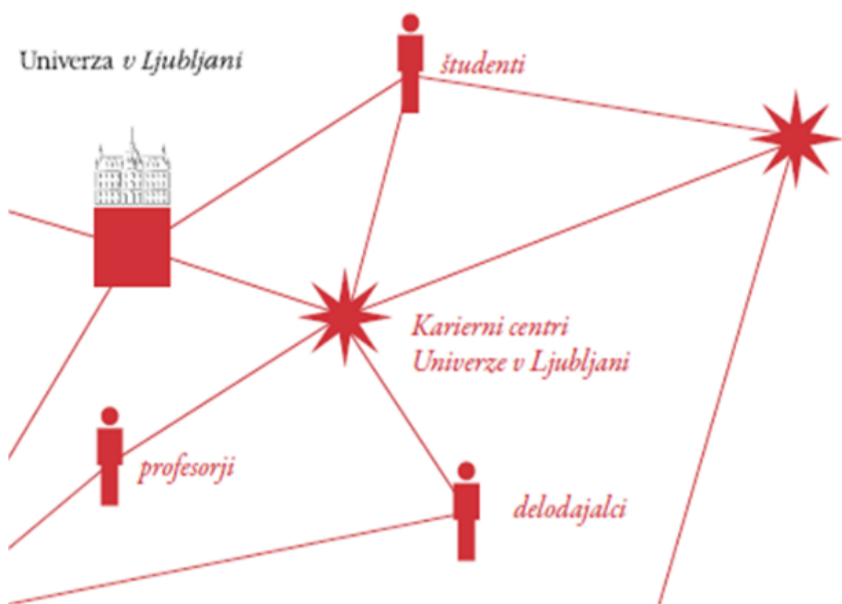 Univerza v Ljubljani
študenti
Karierni centri
Univerze v Ljubljani
profesorji
delodajalci